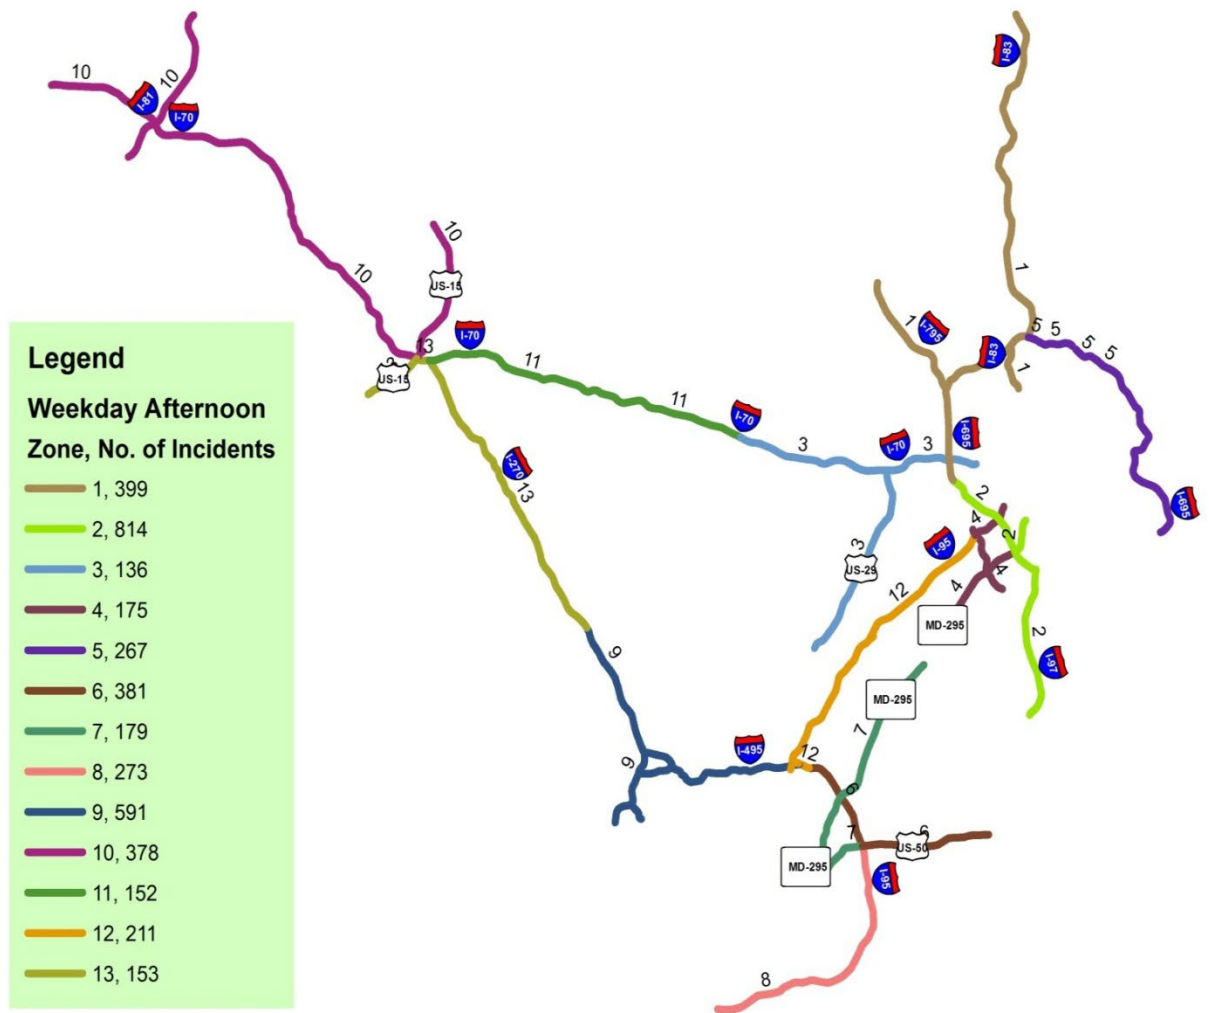 10
10
I-81
I-70
I-83
10
US-15
10
1
13
I-70
1
I-795
5
5
5
5
I-83
1
11
US-15
11
I-70
3
I-70
3
I-695
I-270
13
2
I-695
4
2
I-95
3
US-29
4
4
12
MD-295
2
I-97
9
MD-295
7
9
I-495
12
6
7
6
US-50
MD-295
I-95
8
Legend
Weekday Afternoon
Zone, No. of Incidents
1, 399
2, 814
3, 136
4, 175
5, 267
6, 381
7, 179
8, 273
9, 591
10, 378
11, 152
12, 211
13, 153